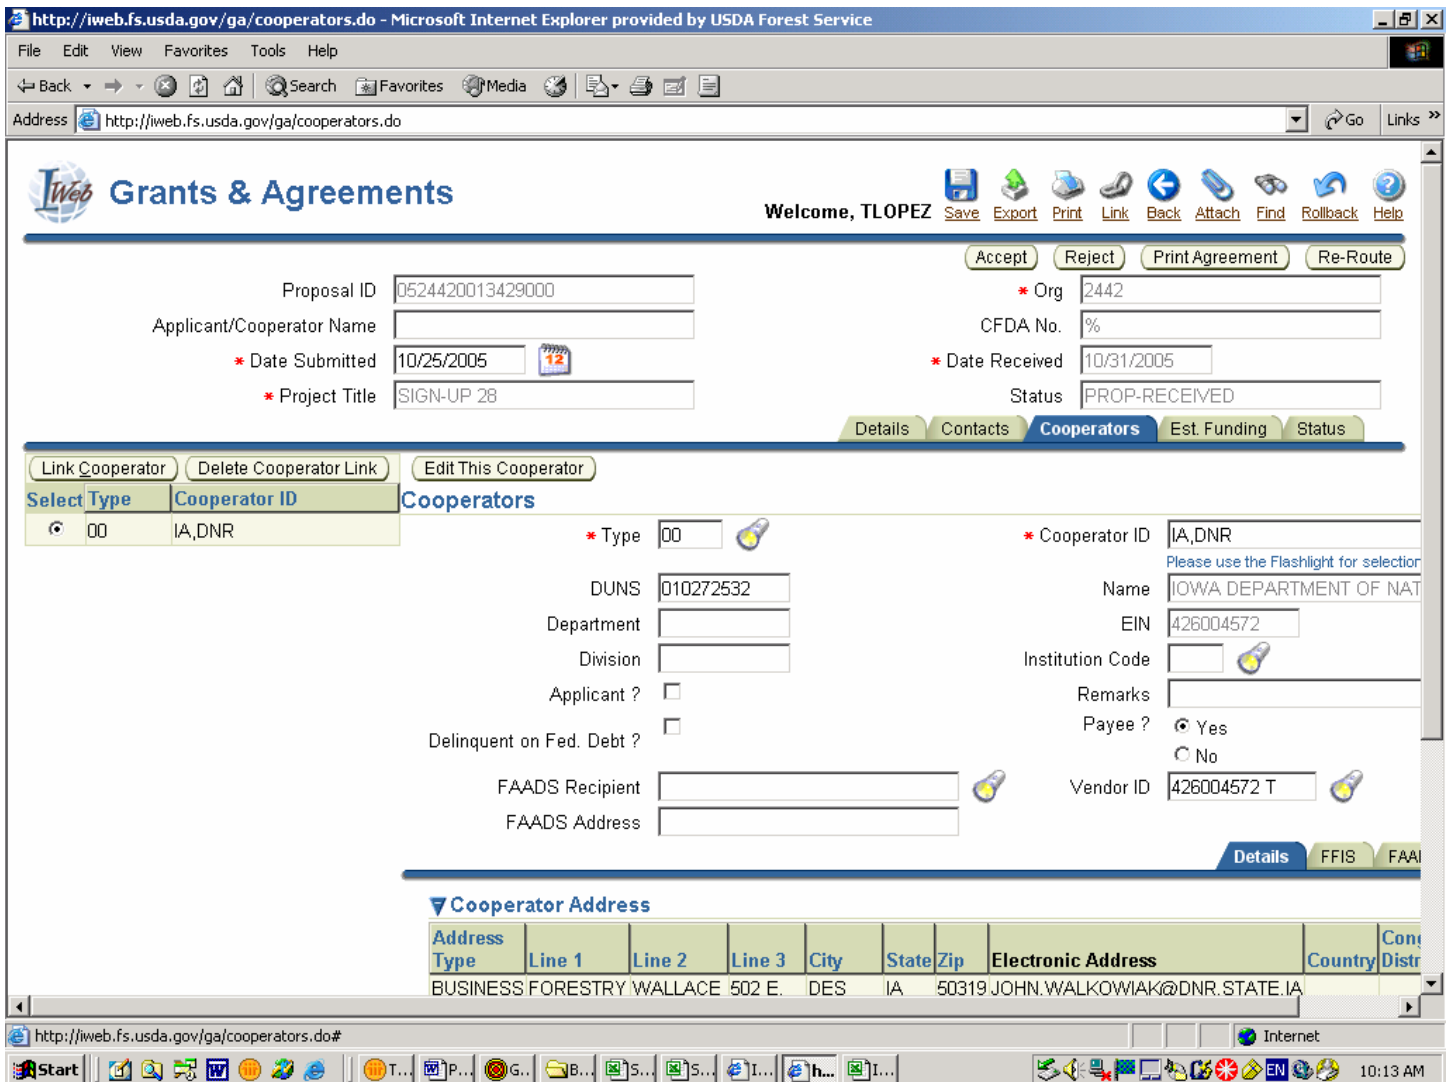 http://iweb.fs.usda.gov/ga/cooperators.do - Microsoft Internet Explorer provided by USDA Forest Service
File Edit View Favorites Tools Help
Back Search Favorites Media
Address http://iweb.fs.usda.gov/ga/cooperators.do Go Links »
IWeb Grants & Agreements
Welcome, TLOPEZ Save Export Print Link Back Attach Find Rollback Help
Accept Reject Print Agreement Re-Route
Proposal ID 0524420013429000 * Org 2442
Applicant/Cooperator Name CFDA No. %
* Date Submitted 10/25/2005 12 * Date Received 10/31/2005
* Project Title SIGN-UP 28 Status PROP-RECEIVED
Details Contacts Cooperators Est. Funding Status
Link Cooperator Delete Cooperator Link Edit This Cooperator
Select Type Cooperator ID Cooperators
00 IA,DNR * Type 00 * Cooperator ID IA,DNR
Please use the Flashlight for selection
DUNS 010272532 Name IOWA DEPARTMENT OF NAT
Department EIN 426004572
Division Institution Code
Applicant ? Remarks
Delinquent on Fed. Debt ? Payee ? Yes
No
FAADS Recipient Vendor ID 426004572 T
FAADS Address
Details FFIS FAA
Cooperator Address
Address Type Line 1 Line 2 Line 3 City State Zip Electronic Address Country Cong Distr
BUSINESS FORESTRY WALLACE 502 E. DES IA 50319 JOHN.WALKOWIAK@DNR.STATE.IA
http://iweb.fs.usda.gov/ga/cooperators.do# Internet
Start T... P... G... B... S... S... I... h... I... EN 10:13 AM